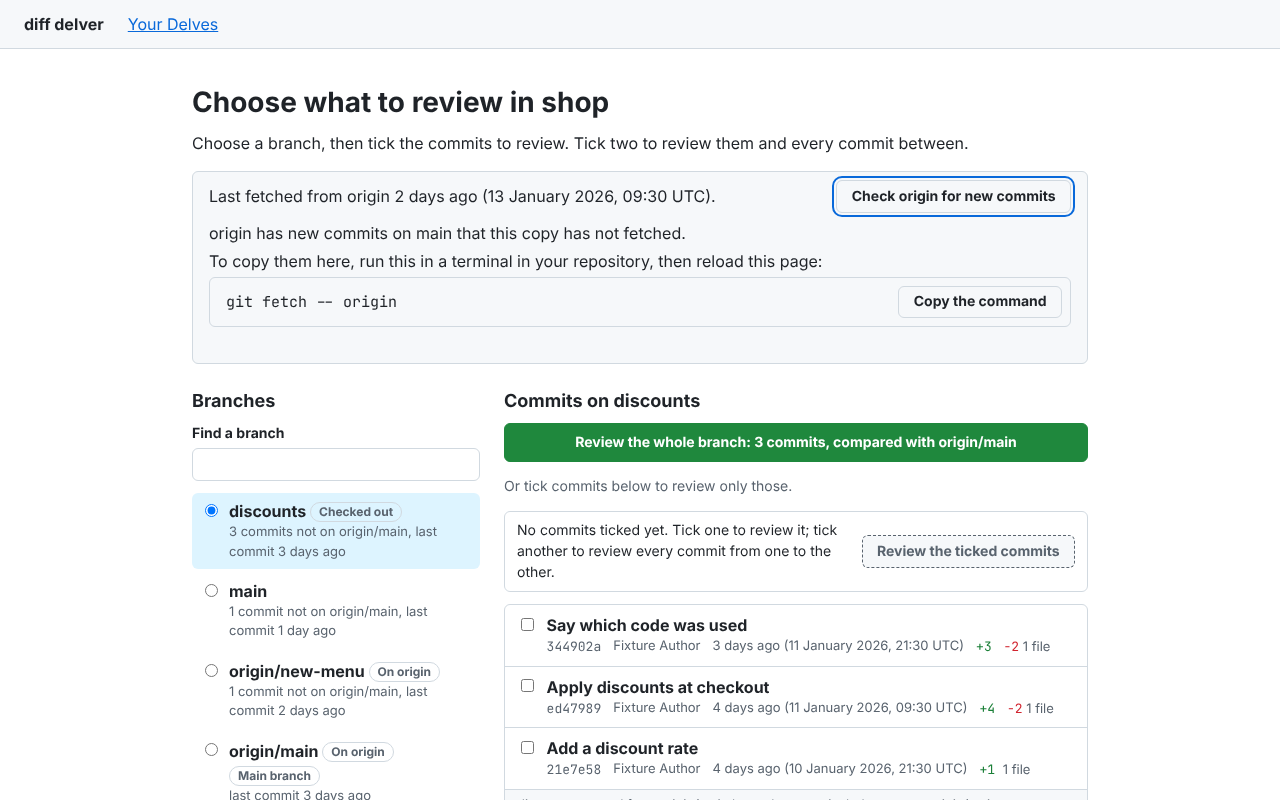 diff delver Your Delves
Choose what to review in shop
Choose a branch, then tick the commits to review. Tick two to review them and every commit between.
Last fetched from origin 2 days ago (13 January 2026, 09:30 UTC). Check origin for new commits
origin has new commits on main that this copy has not fetched.
To copy them here, run this in a terminal in your repository, then reload this page:
git fetch -- origin Copy the command
Branches
Find a branch
discounts Checked out
3 commits not on origin/main, last
commit 3 days ago
main
1 commit not on origin/main, last
commit 1 day ago
origin/new-menu On origin
1 commit not on origin/main, last
commit 2 days ago
origin/main On origin
Main branch
last commit 3 days ago
Commits on discounts
Review the whole branch: 3 commits, compared with origin/main
Or tick commits below to review only those.
No commits ticked yet. Tick one to review it; tick
another to review every commit from one to the
other.
Review the ticked commits
Say which code was used
344902a Fixture Author 3 days ago (11 January 2026, 21:30 UTC) +3 -2 1 file
Apply discounts at checkout
ed47989 Fixture Author 4 days ago (11 January 2026, 09:30 UTC) +4 -2 1 file
Add a discount rate
21e7e58 Fixture Author 4 days ago (10 January 2026, 21:30 UTC) +1 1 file